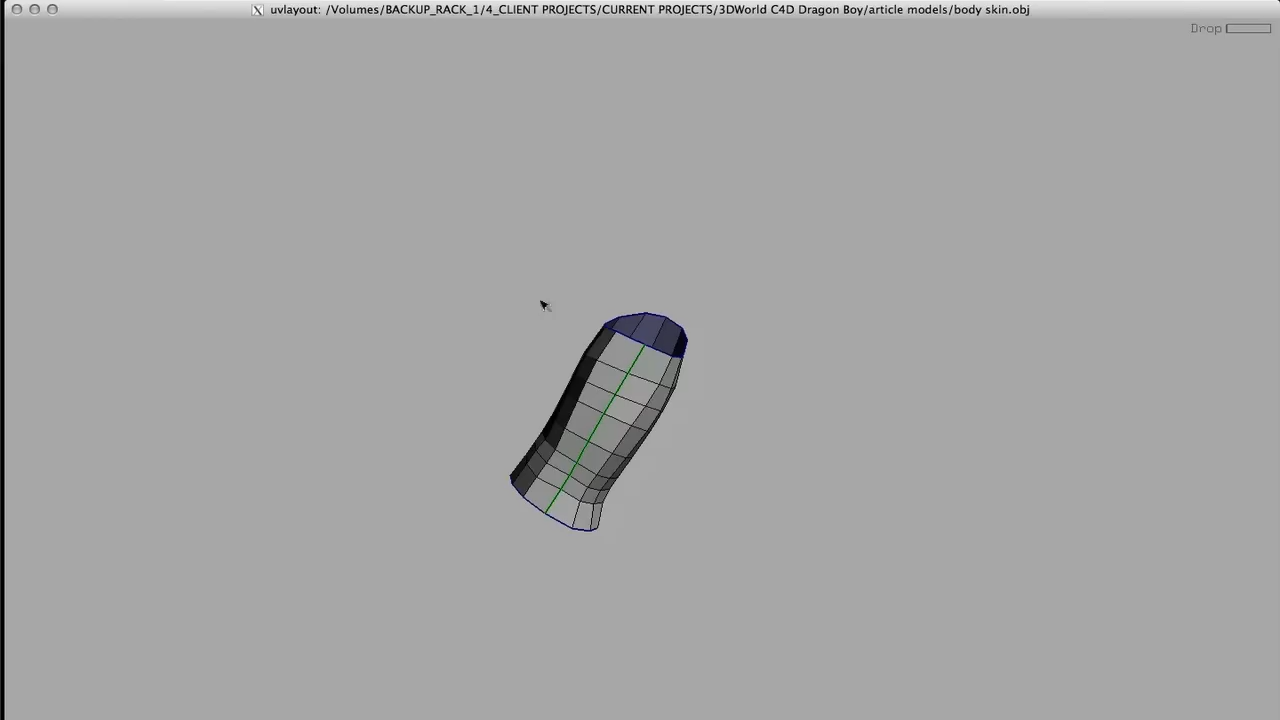 uvlayout: /Volumes/BACKUP_RACK_1/4_CLIENT PROJECTS/CURRENT PROJECTS/3DWorld C4D Dragon Boy/article models/body skin.obj
Drop